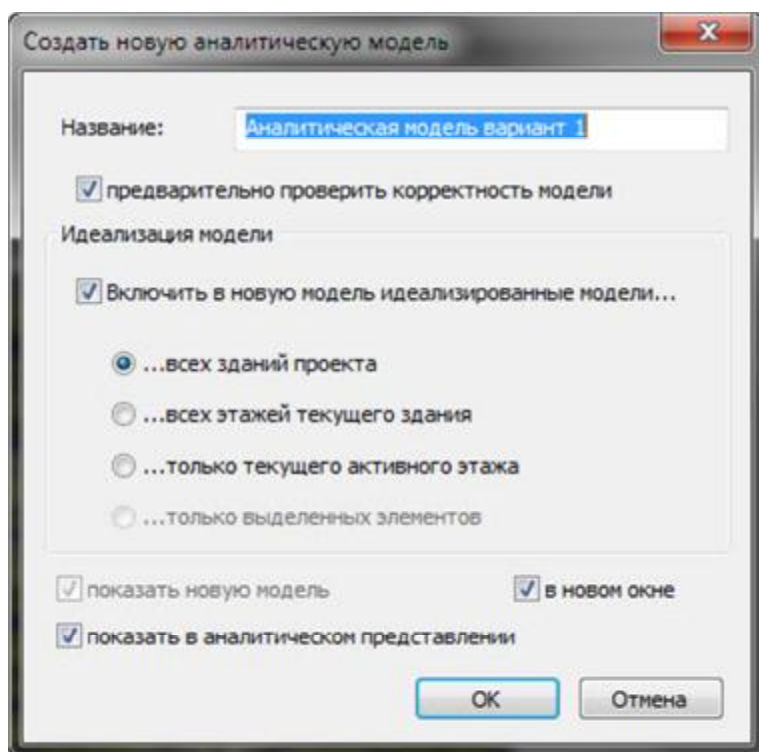 Создать новую аналитическую модель
Название: Аналитическая модель вариант 1
предварительно проверить корректность модели
Идеализация модели
Включить в новую модель идеализированные модели...
...всех зданий проекта
...всех этажей текущего здания
...только текущего активного этажа
...только выделенных элементов
показать новую модель в новом окне
показать в аналитическом представлении
ОК Отмена